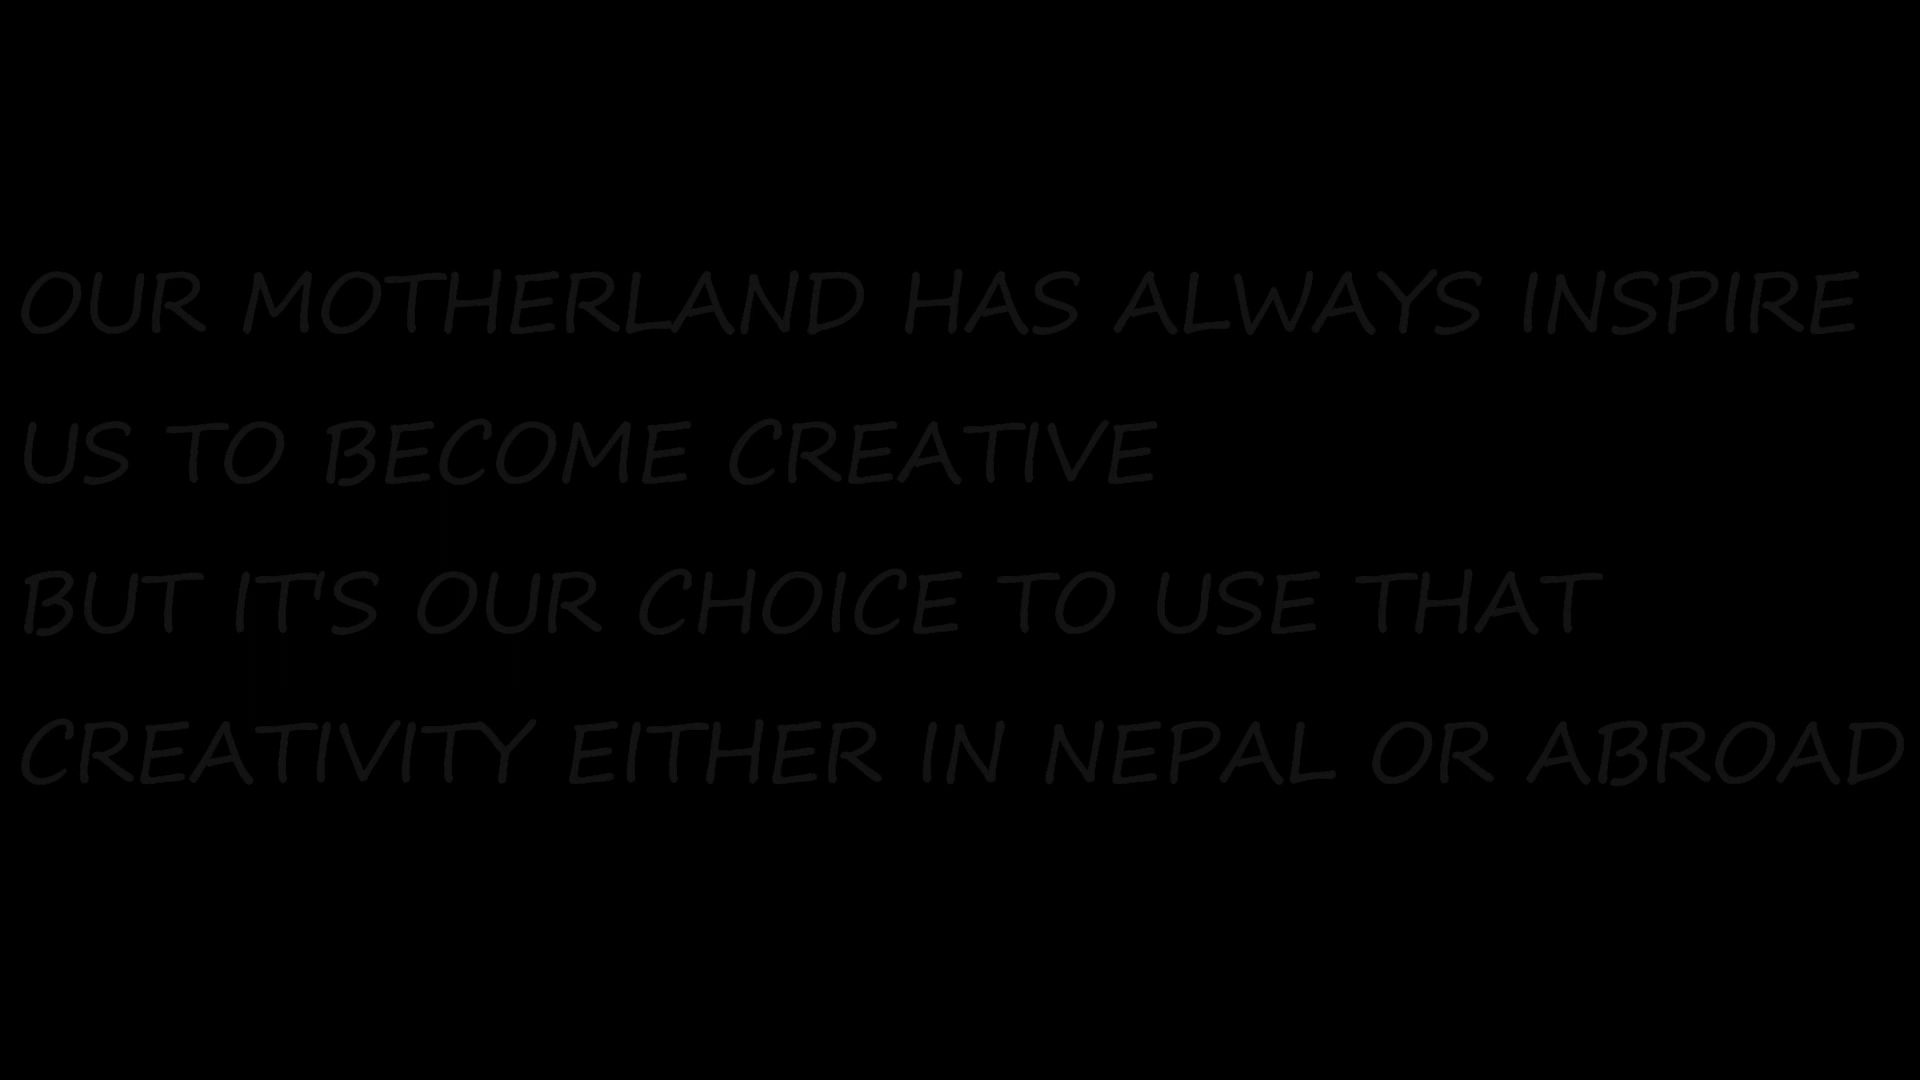 OUR MOTHERLAND HAS ALWAYS INSPIRE
US TO BECOME CREATIVE
BUT IT'S OUR CHOICE TO USE THAT
CREATIVITY EITHER IN NEPAL OR ABROAD